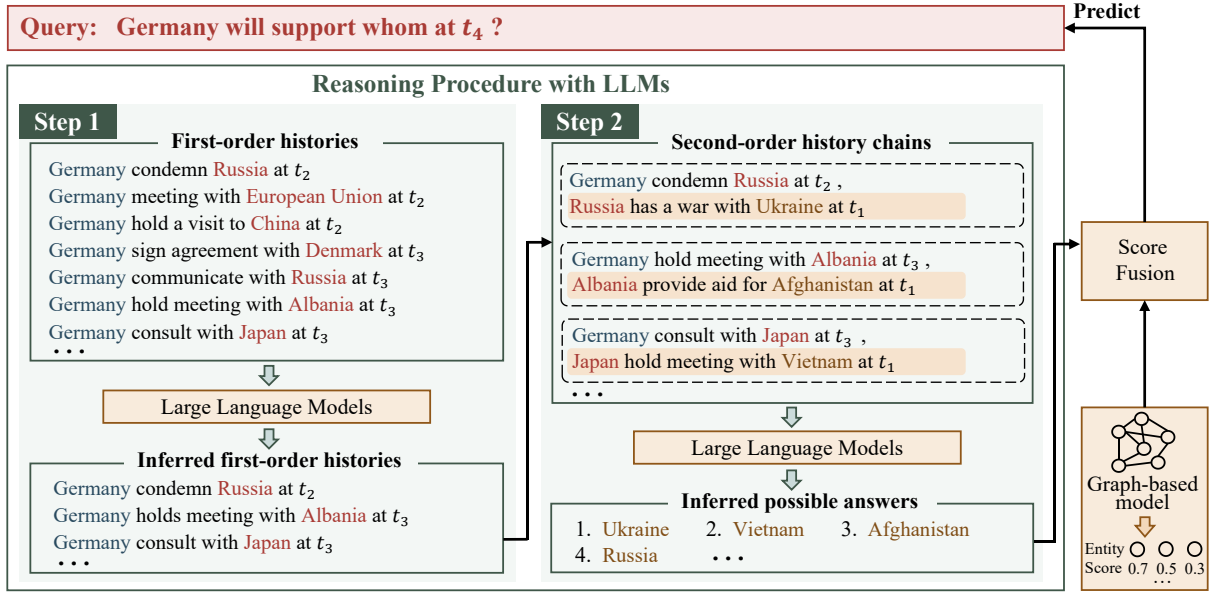 Query: Germany will support whom at t₄ ?
Predict
Reasoning Procedure with LLMs
Step 1
First-order histories
Germany condemn Russia at t₂
Germany meeting with European Union at t₂
Germany hold a visit to China at t₂
Germany sign agreement with Denmark at t₃
Germany communicate with Russia at t₃
Germany hold meeting with Albania at t₃
Germany consult with Japan at t₃
• • •
Large Language Models
Inferred first-order histories
Germany condemn Russia at t₂
Germany holds meeting with Albania at t₃
Germany consult with Japan at t₃
• • •
Step 2
Second-order history chains
Germany condemn Russia at t₂ ,
Russia has a war with Ukraine at t₁
Germany hold meeting with Albania at t₃ ,
Albania provide aid for Afghanistan at t₁
Germany consult with Japan at t₃ ,
Japan hold meeting with Vietnam at t₁
• • •
Large Language Models
Inferred possible answers
1. Ukraine 2. Vietnam 3. Afghanistan
4. Russia • • •
Score
Fusion
Graph-based
model
Entity
Score 0.7 0.5 0.3
...